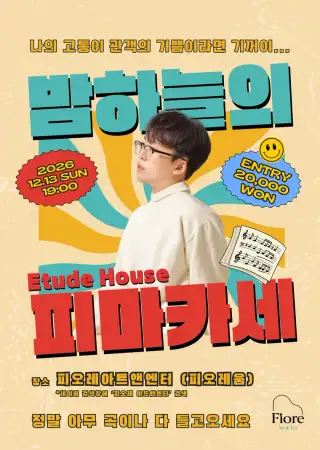 나의 고통이 관객의 기쁨이라면 기꺼이...
밤하늘의
2026
12.13.SUN
19:00
ENTRY
20,000
WON
Etude House
피마카세
장소 피오레아트앤엔터 (피오레홀)
정말 아무 곡이나 다 들고오세요
Fiore